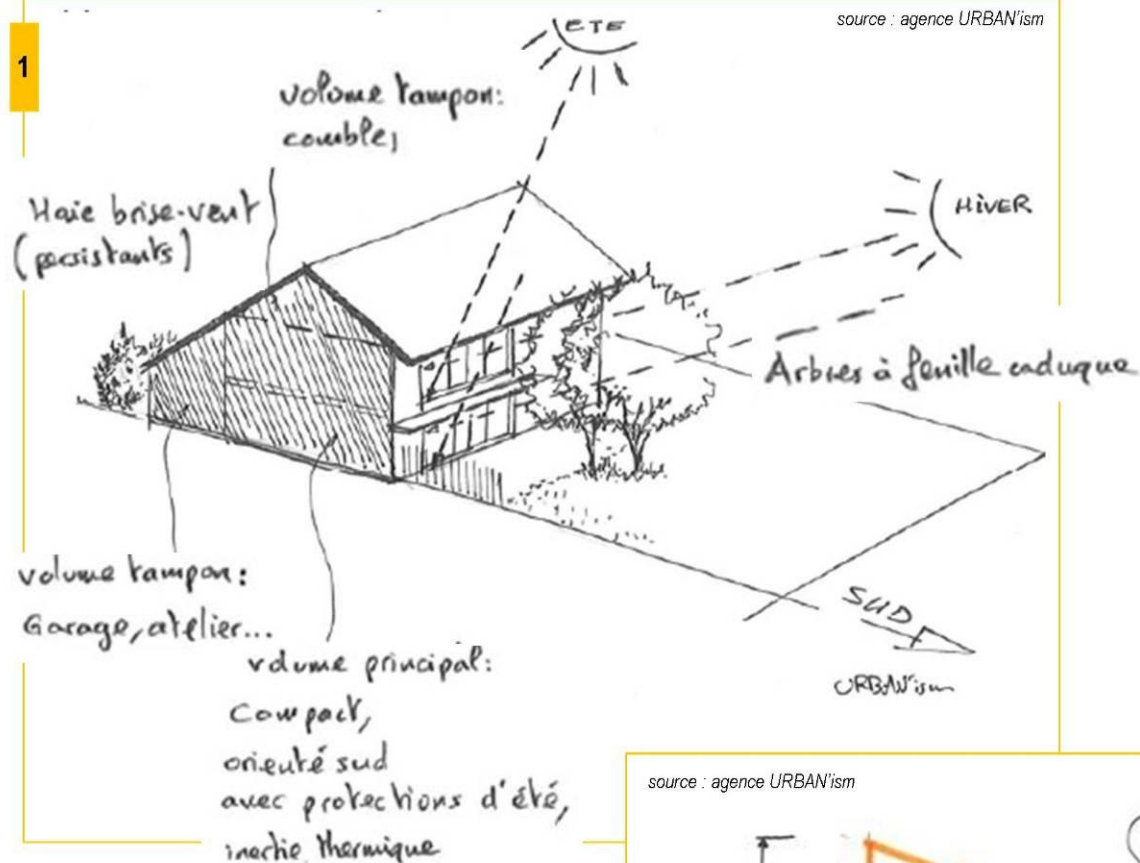 source : agence URBAN'ism
1
ETE
volume tampon:
combles
Haie brise-vent
(persistants)
HIVER
Arbres à feuille caduque
volume tampon:
Garage, atelier...
SUD
URBAN'ism
volume principal:
Compact,
orienté sud
avec protections d'été,
inertie thermique
source : agence URBAN'ism